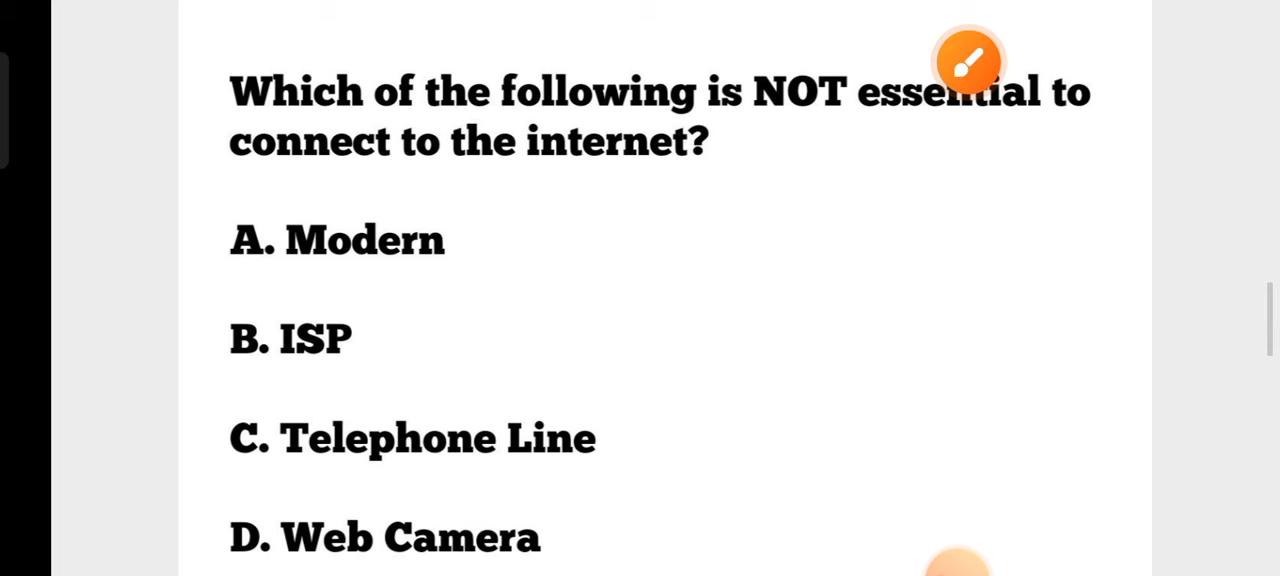 Which of the following is NOT essential to
connect to the internet?
A. Modern
B. ISP
C. Telephone Line
D. Web Camera